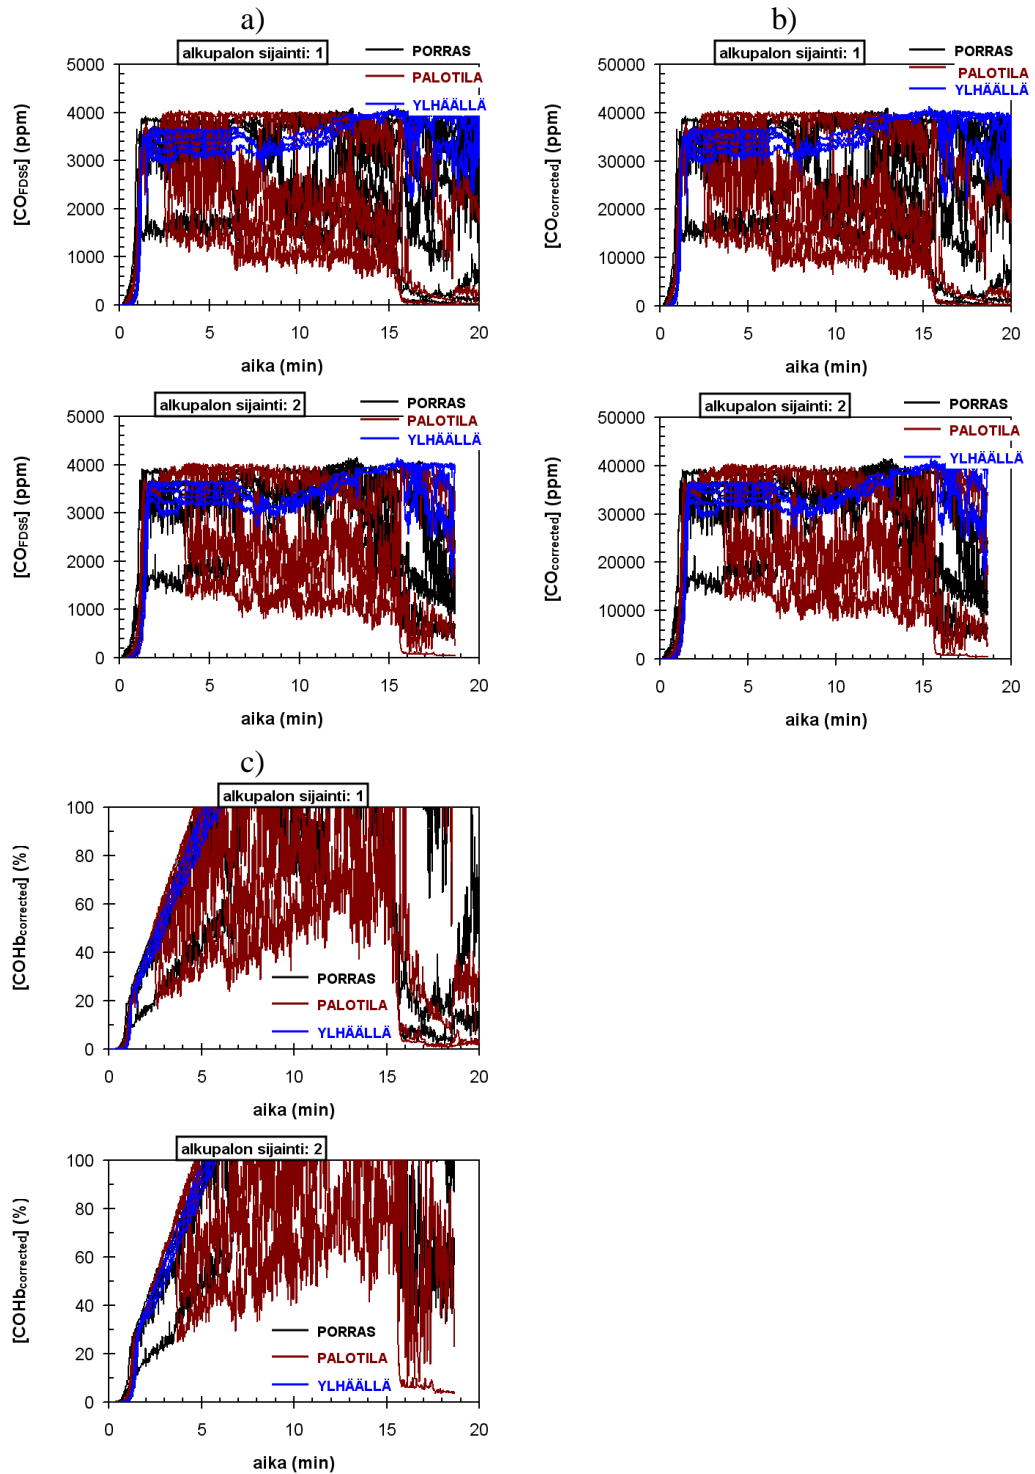 a)
alkupalon sijainti: 1
PORRAS
PALOTILA
YLHÄÄLLÄ
[COFDS5] (ppm)
5000
4000
3000
2000
1000
0
0 5 10 15 20
aika (min)
b)
alkupalon sijainti: 1
PORRAS
PALOTILA
YLHÄÄLLÄ
[COcorrected] (ppm)
50000
40000
30000
20000
10000
0
0 5 10 15 20
aika (min)
alkupalon sijainti: 2
PORRAS
PALOTILA
YLHÄÄLLÄ
[COFDS5] (ppm)
5000
4000
3000
2000
1000
0
0 5 10 15 20
aika (min)
alkupalon sijainti: 2
PORRAS
PALOTILA
YLHÄÄLLÄ
[COcorrected] (ppm)
50000
40000
30000
20000
10000
0
0 5 10 15 20
aika (min)
c)
alkupalon sijainti: 1
[COHbcorrected] (%)
100
80
60
40
20
0
PORRAS
PALOTILA
YLHÄÄLLÄ
0 5 10 15 20
aika (min)
alkupalon sijainti: 2
[COHbcorrected] (%)
100
80
60
40
20
0
PORRAS
PALOTILA
YLHÄÄLLÄ
0 5 10 15 20
aika (min)